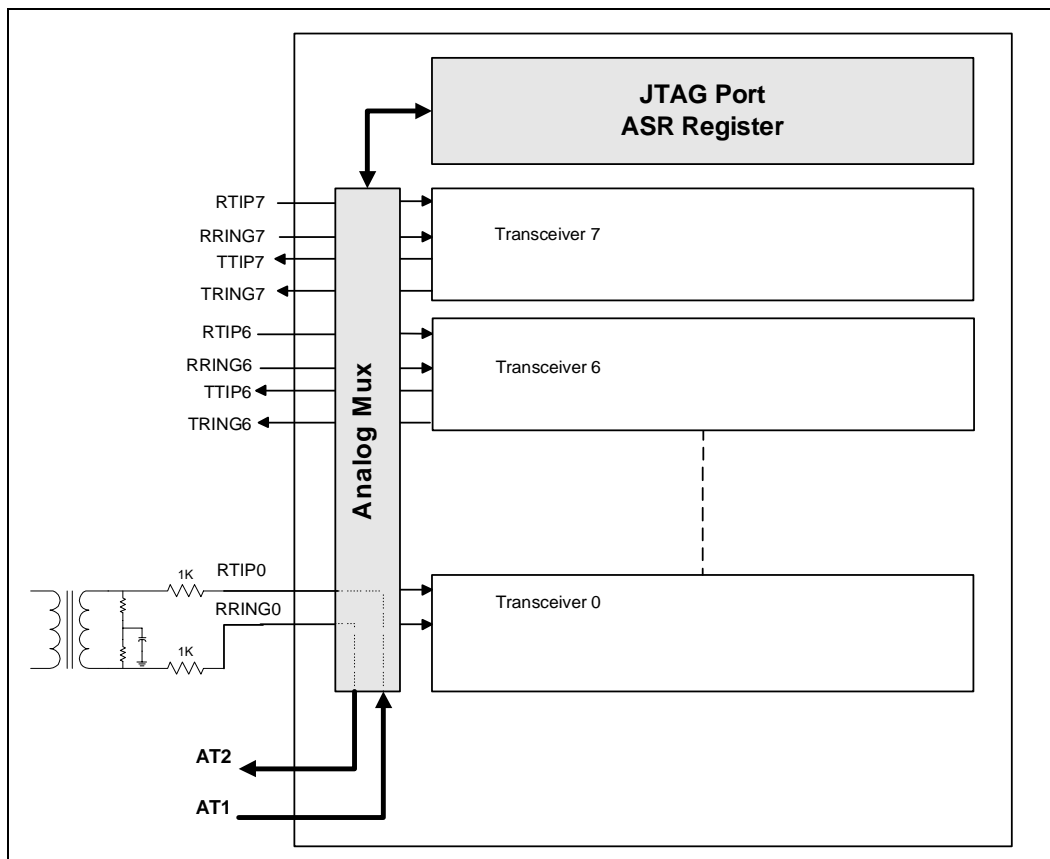 JTAG Port
ASR Register
RTIP7
RRING7
TTIP7
TRING7
Transceiver 7
RTIP6
RRING6
TTIP6
TRING6
Transceiver 6
Analog Mux
1K
RTIP0
RRING0
1K
Transceiver 0
AT2
AT1